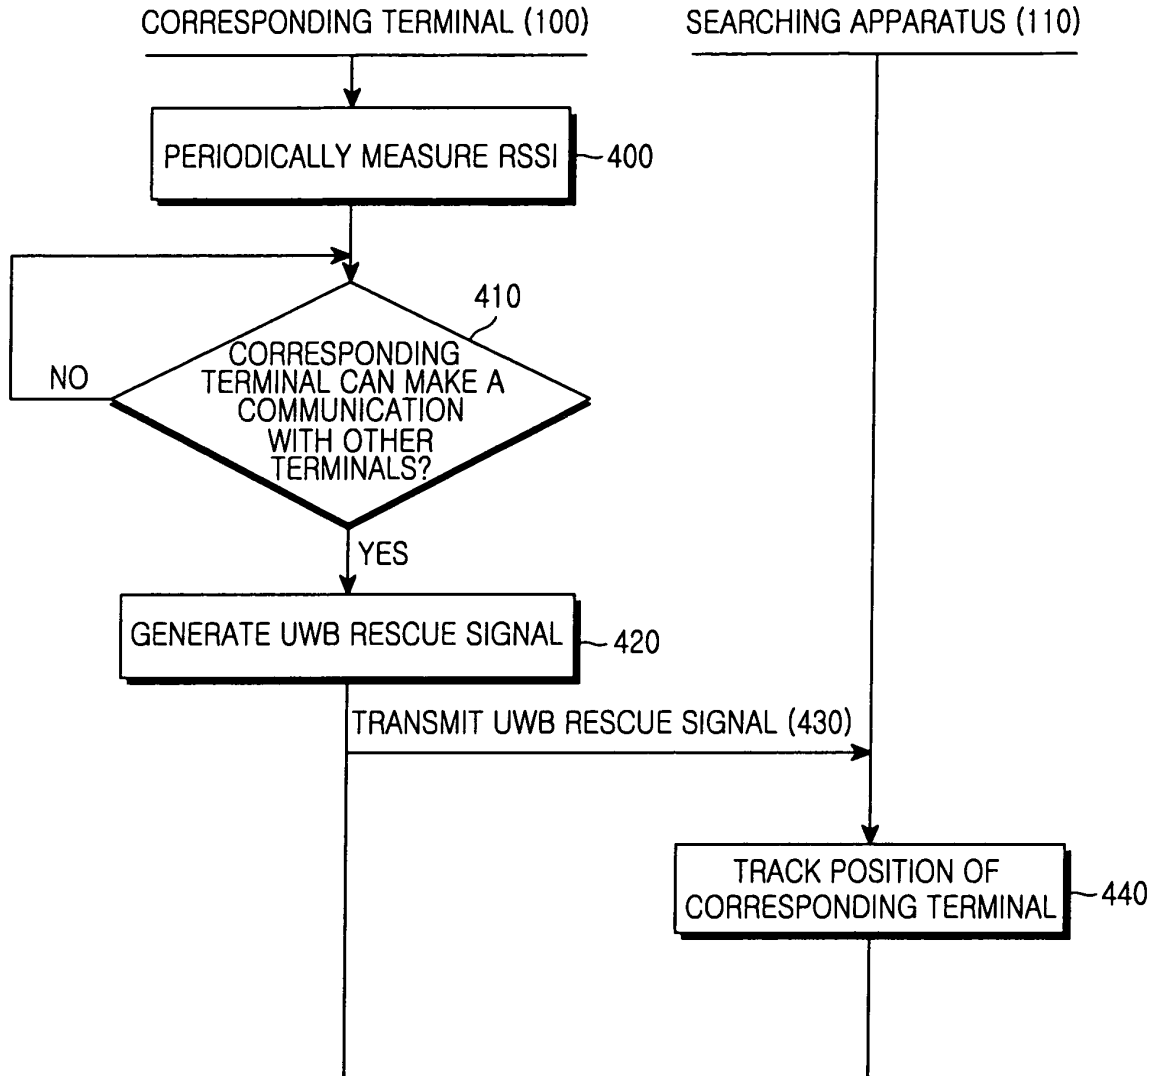 CORRESPONDING TERMINAL (100)
SEARCHING APPARATUS (110)
PERIODICALLY MEASURE RSSI
400
410
CORRESPONDING
TERMINAL CAN MAKE A
COMMUNICATION
WITH OTHER
TERMINALS?
NO
YES
GENERATE UWB RESCUE SIGNAL
420
TRANSMIT UWB RESCUE SIGNAL (430)
TRACK POSITION OF
CORRESPONDING TERMINAL
440